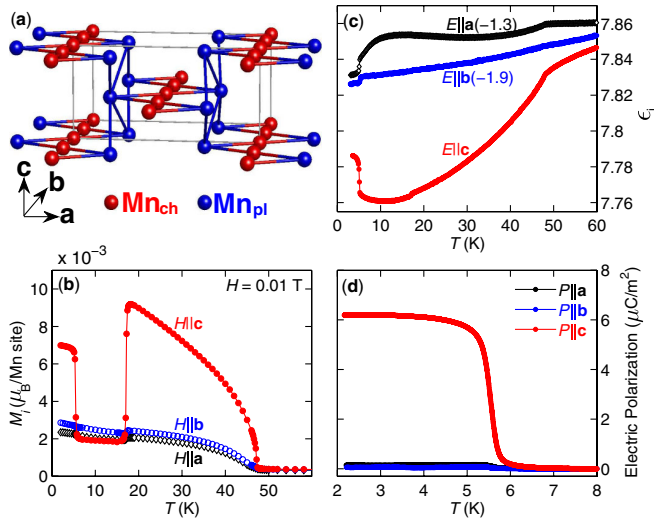 (a)
c
b
a
Mnch
Mnpl
(c)
E||a(−1.3)
E||b(−1.9)
E||c
7.86
7.84
7.82
7.80
7.78
7.76
ϵi
0 10 20 30 40 50 60
T (K)
× 10−3
(b)
H = 0.01 T
H||c
H||b
H||a
10
8
6
4
2
0
Mi (μB/Mn site)
0 10 20 30 40 50
T (K)
(d)
P||a
P||b
P||c
8
6
4
2
0
Electric Polarization (μC/m2)
2 3 4 5 6 7 8
T (K)